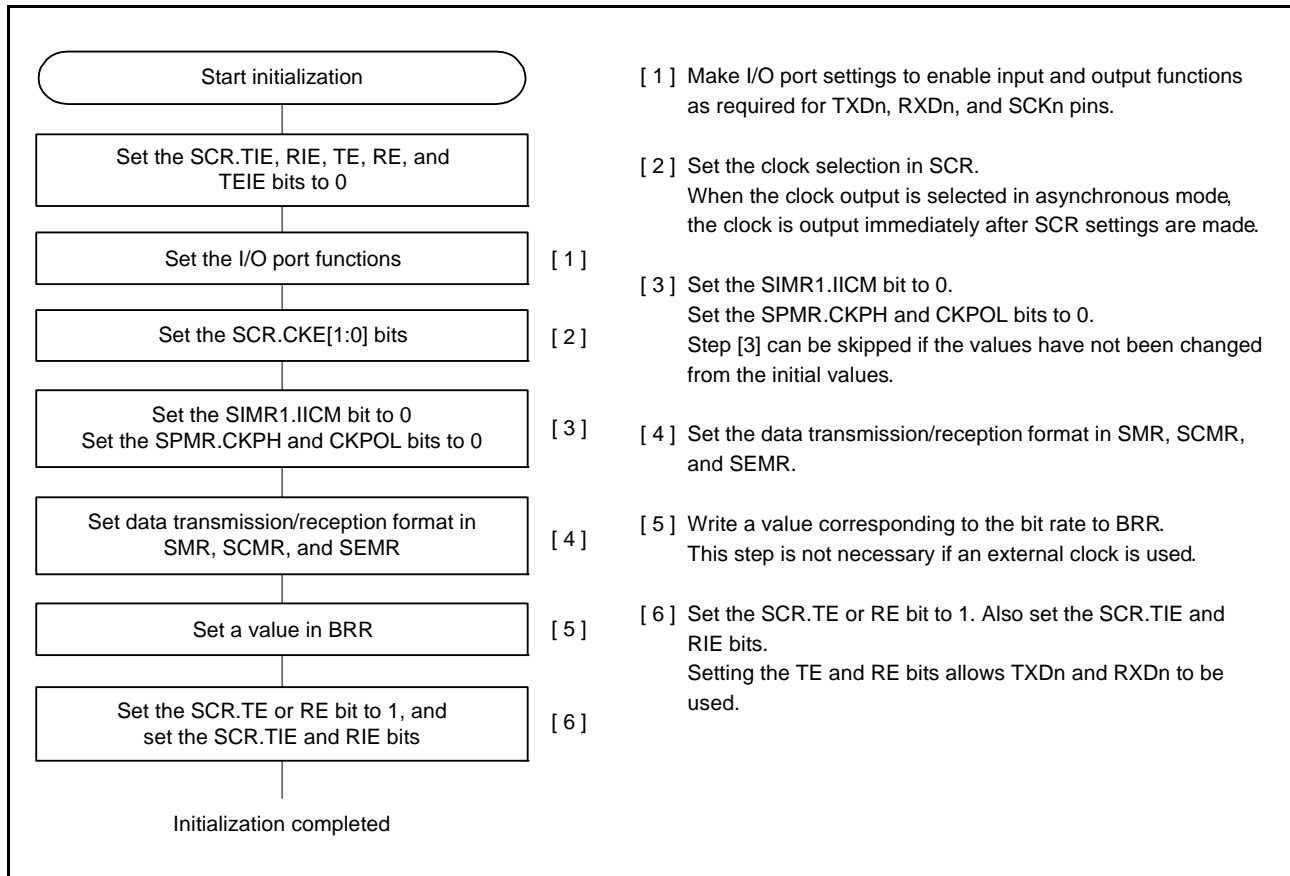 Start initialization
Set the SCR.TIE, RIE, TE, RE, and
TEIE bits to 0
Set the I/O port functions
[ 1 ]
Set the SCR.CKE[1:0] bits
[ 2 ]
Set the SIMR1.IICM bit to 0
Set the SPMR.CKPH and CKPOL bits to 0
[ 3 ]
Set data transmission/reception format in
SMR, SCMR, and SEMR
[ 4 ]
Set a value in BRR
[ 5 ]
Set the SCR.TE or RE bit to 1, and
set the SCR.TIE and RIE bits
[ 6 ]
Initialization completed
[ 1 ] Make I/O port settings to enable input and output functions
as required for TXDn, RXDn, and SCKn pins.
[ 2 ] Set the clock selection in SCR.
When the clock output is selected in asynchronous mode,
the clock is output immediately after SCR settings are made.
[ 3 ] Set the SIMR1.IICM bit to 0.
Set the SPMR.CKPH and CKPOL bits to 0.
Step [3] can be skipped if the values have not been changed
from the initial values.
[ 4 ] Set the data transmission/reception format in SMR, SCMR,
and SEMR.
[ 5 ] Write a value corresponding to the bit rate to BRR.
This step is not necessary if an external clock is used.
[ 6 ] Set the SCR.TE or RE bit to 1. Also set the SCR.TIE and
RIE bits.
Setting the TE and RE bits allows TXDn and RXDn to be
used.